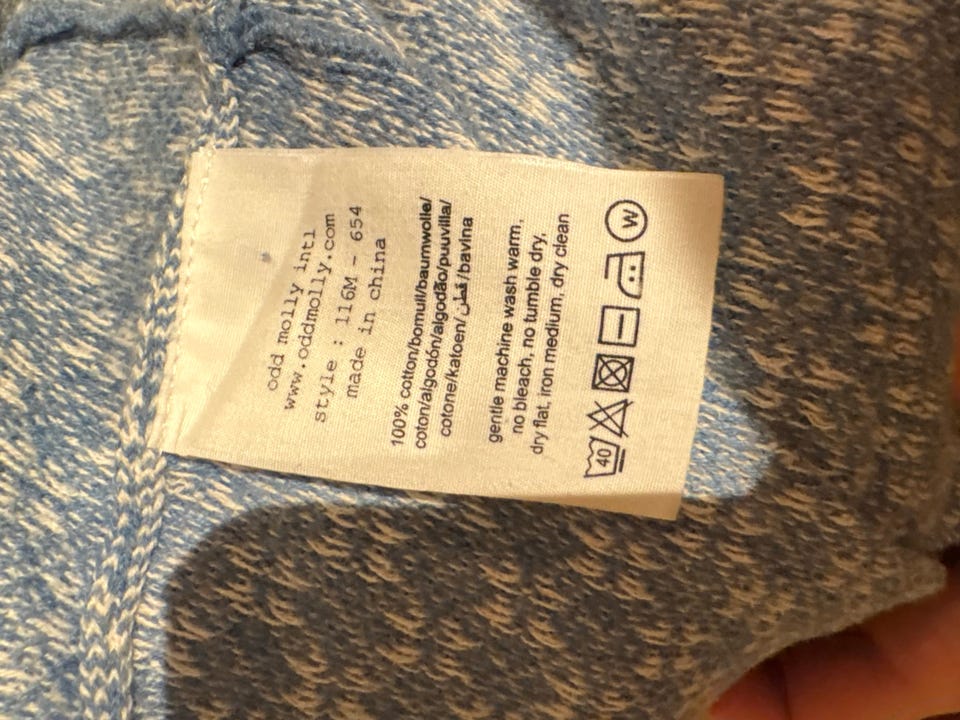 odd molly intl
www.oddmolly.com
style : 116M - 654
made in china
100% cotton/bomull/baumwolle/
coton/algodón/algodão/puuvilla/
cotone/katoen/قطن/bavlna
gentle machine wash warm,
no bleach, no tumble dry,
dry flat, iron medium, dry clean
40 W